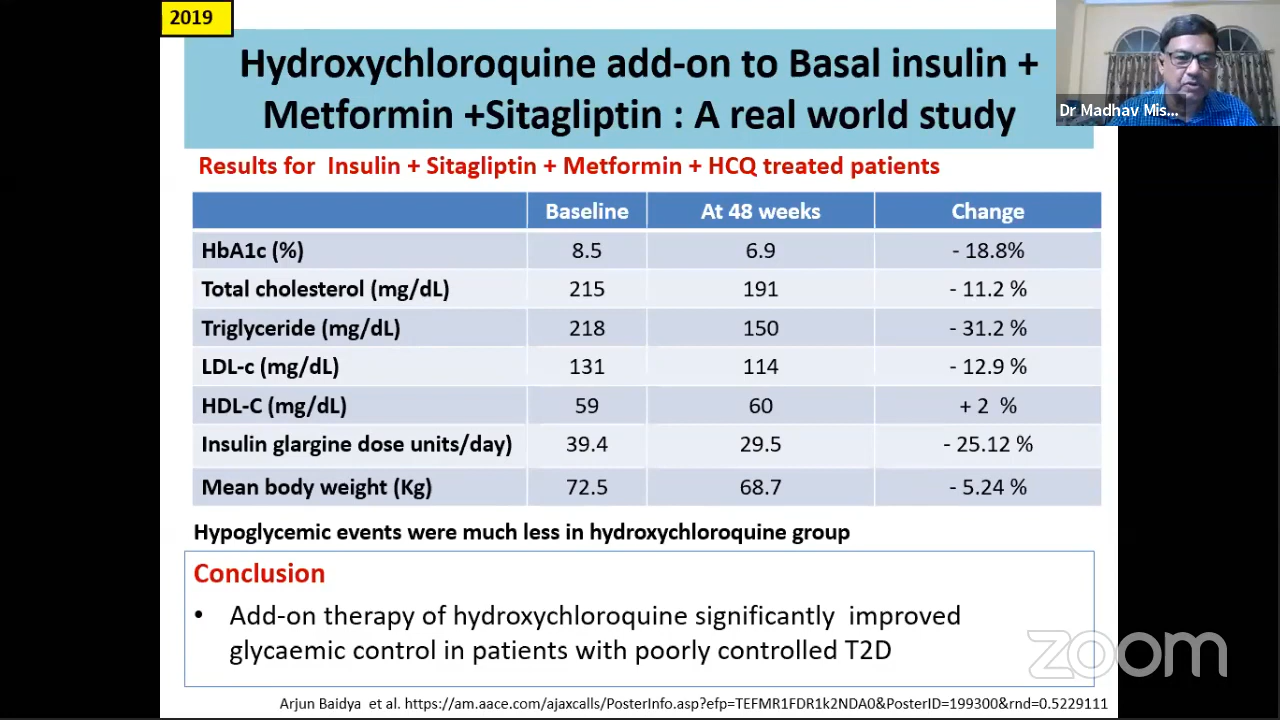 2019
Hydroxychloroquine add-on to Basal insulin +
Metformin +Sitagliptin : A real world study
Dr Madhav Mis...
Results for Insulin + Sitagliptin + Metformin + HCQ treated patients
Baseline At 48 weeks Change
HbA1c (%) 8.5 6.9 - 18.8%
Total cholesterol (mg/dL) 215 191 - 11.2 %
Triglyceride (mg/dL) 218 150 - 31.2 %
LDL-c (mg/dL) 131 114 - 12.9 %
HDL-C (mg/dL) 59 60 + 2 %
Insulin glargine dose units/day) 39.4 29.5 - 25.12 %
Mean body weight (Kg) 72.5 68.7 - 5.24 %
Hypoglycemic events were much less in hydroxychloroquine group
Conclusion
• Add-on therapy of hydroxychloroquine significantly improved
glycaemic control in patients with poorly controlled T2D
zoom
Arjun Baidya et al. https://am.aace.com/ajaxcalls/PosterInfo.asp?efp=TEFMR1FDR1k2NDA0&PosterID=199300&rnd=0.5229111